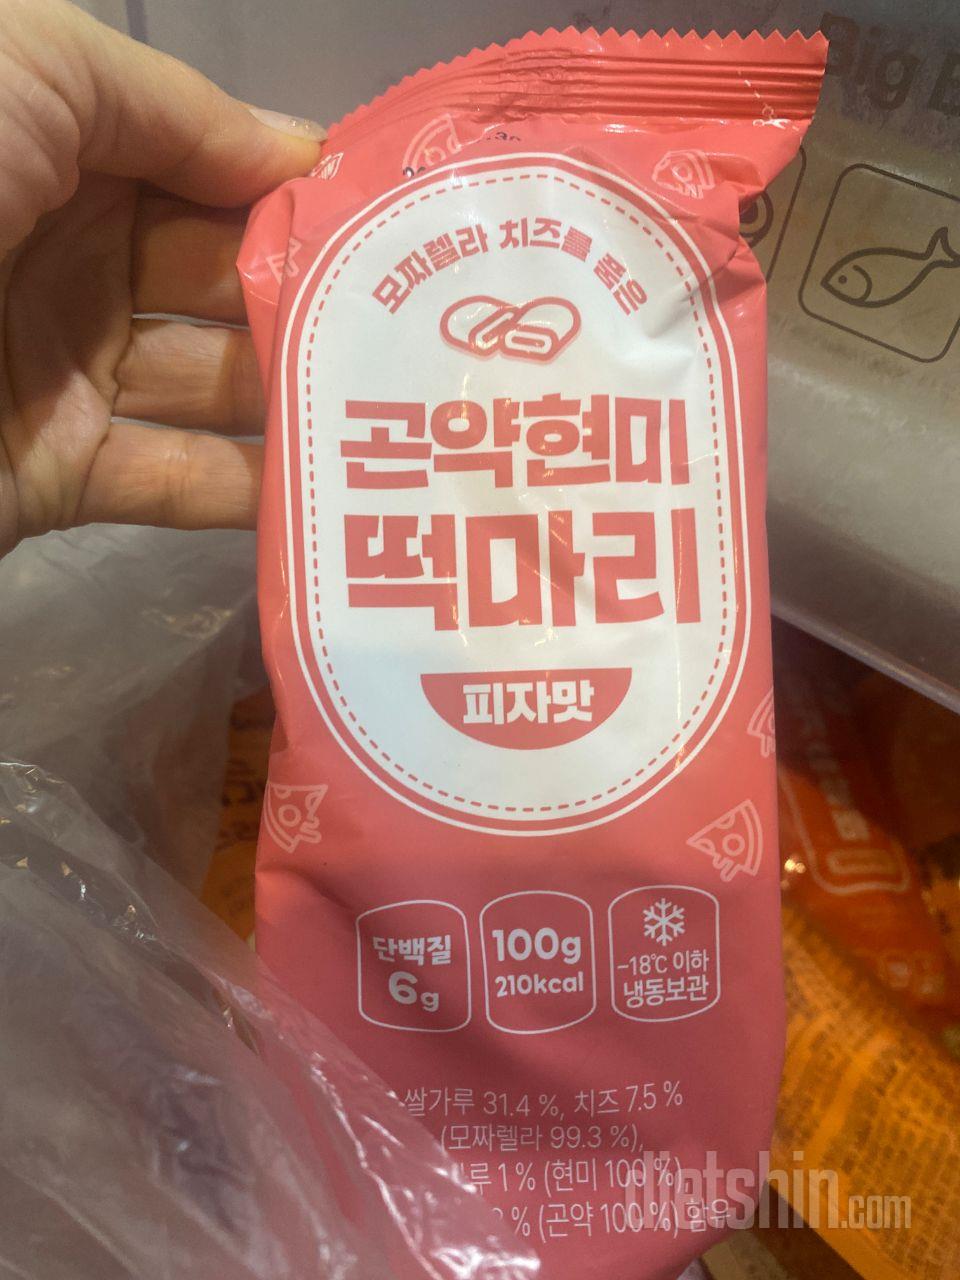 Big
모짜렐라 치즈를 품은
곤약현미
떡마리
피자맛
단백질
6g
100g
210kcal
-18℃ 이하
냉동보관
쌀가루 31.4 %, 치즈 7.5 %
(모짜렐라 99.3 %),
루 1 % (현미 100 %)
% (곤약 100 %) 함유
dietshin.com